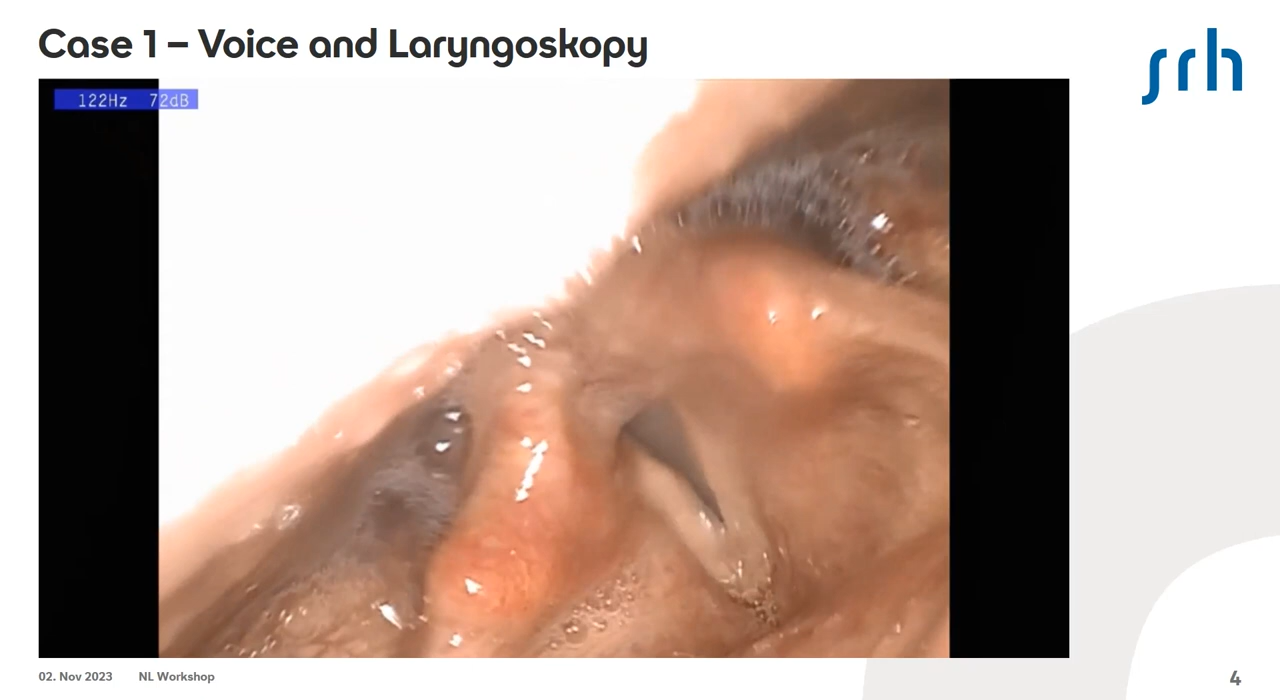 Case 1 – Voice and Laryngoskopy
srh
122Hz 72dB
02. Nov 2023 NL Workshop
4